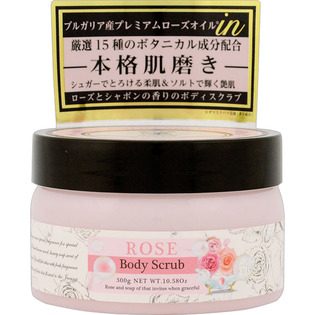 ブルガリア産プレミアムローズオイル in
厳選15種のボタニカル成分配合
本格肌磨き
シュガーでとろける柔肌&ソルトで輝く艶肌
ローズとシャボンの香りのボディスクラブ
ROSE
Body Scrub
300g NET WT.10.58Oz
Rose and soap of that invites when graceful